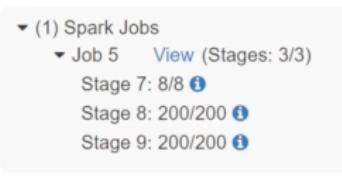 (1) Spark Jobs
Job 5 View (Stages: 3/3)
Stage 7: 8/8
Stage 8: 200/200
Stage 9: 200/200